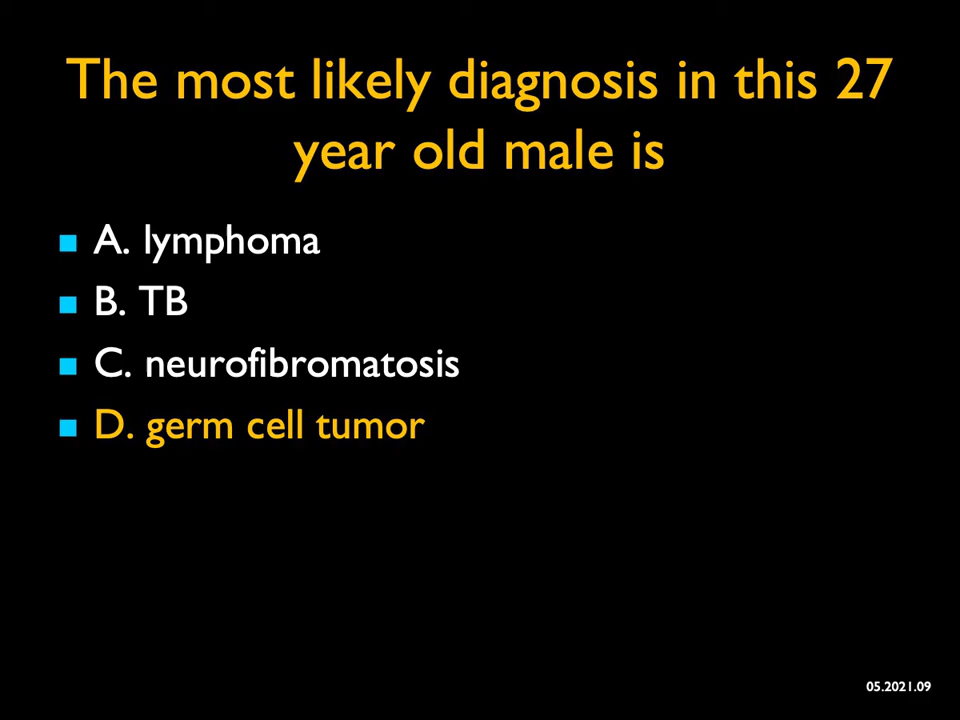 The most likely diagnosis in this 27
year old male is
A. lymphoma
B. TB
C. neurofibromatosis
D. germ cell tumor
05.2021.09